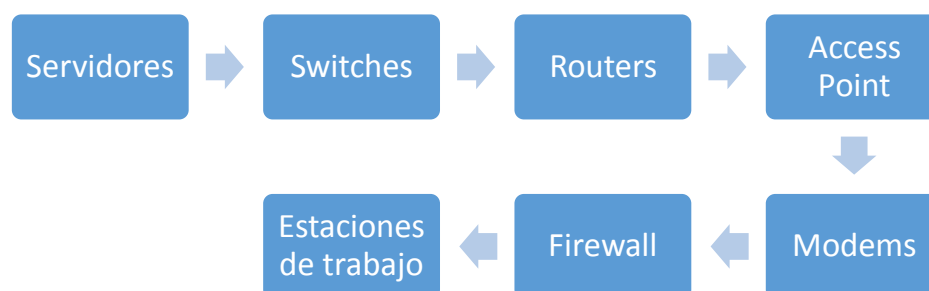 Servidores
Switches
Routers
Access
Point
Modems
Firewall
Estaciones
de trabajo